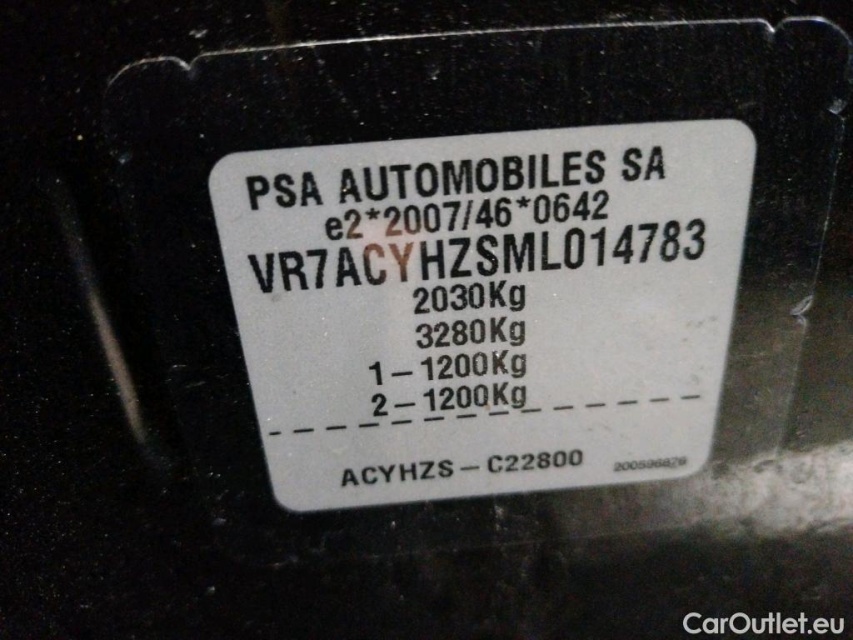 PSA AUTOMOBILES SA
e2*2007/46*0642
VR7ACYHZSML014783
2030Kg
3280Kg
1-1200Kg
2-1200Kg
ACYHZS-C22800
CarOutlet.eu